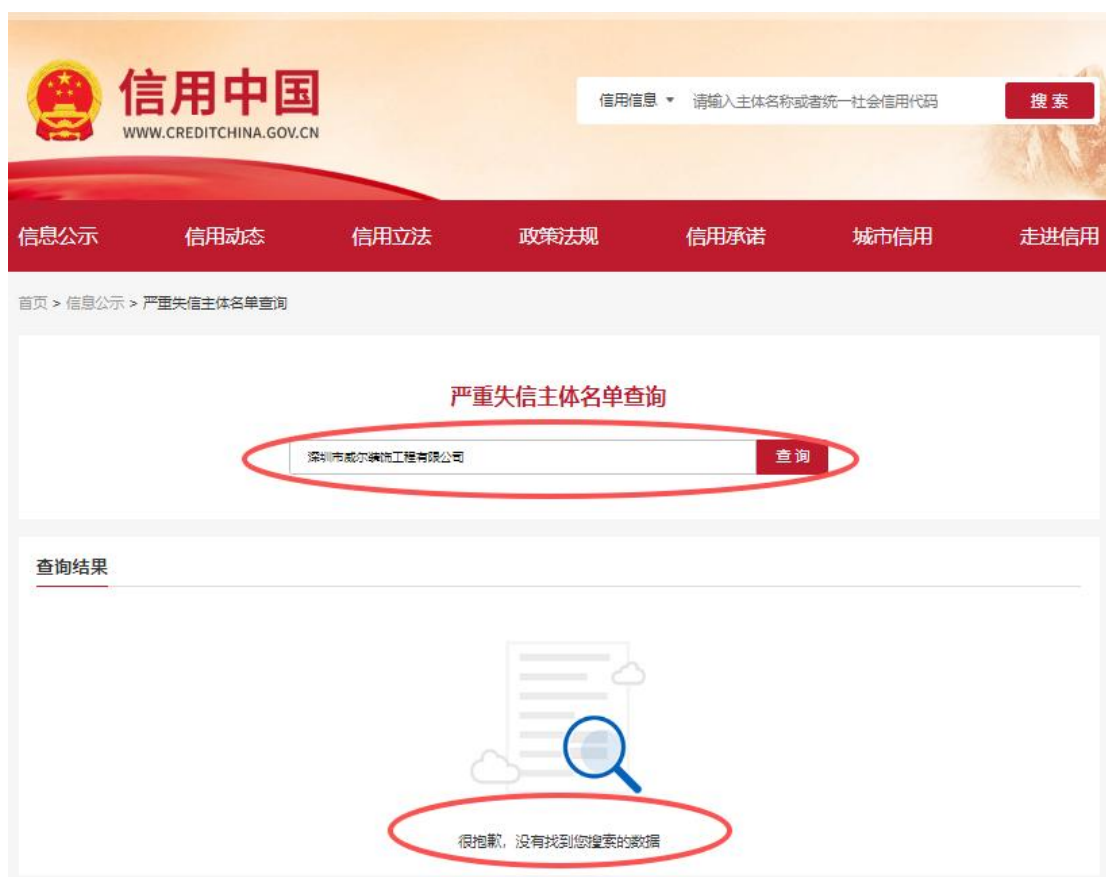 信用中国
WWW.CREDITCHINA.GOV.CN
信用信息 请输入主体名称或者统一社会信用代码 搜索
信息公示 信用动态 信用立法 政策法规 信用承诺 城市信用 走进信用
首页 > 信息公示 > 严重失信主体名单查询
严重失信主体名单查询
深圳市威尔装饰工程有限公司 查询
查询结果
很抱歉，没有找到您搜索的数据